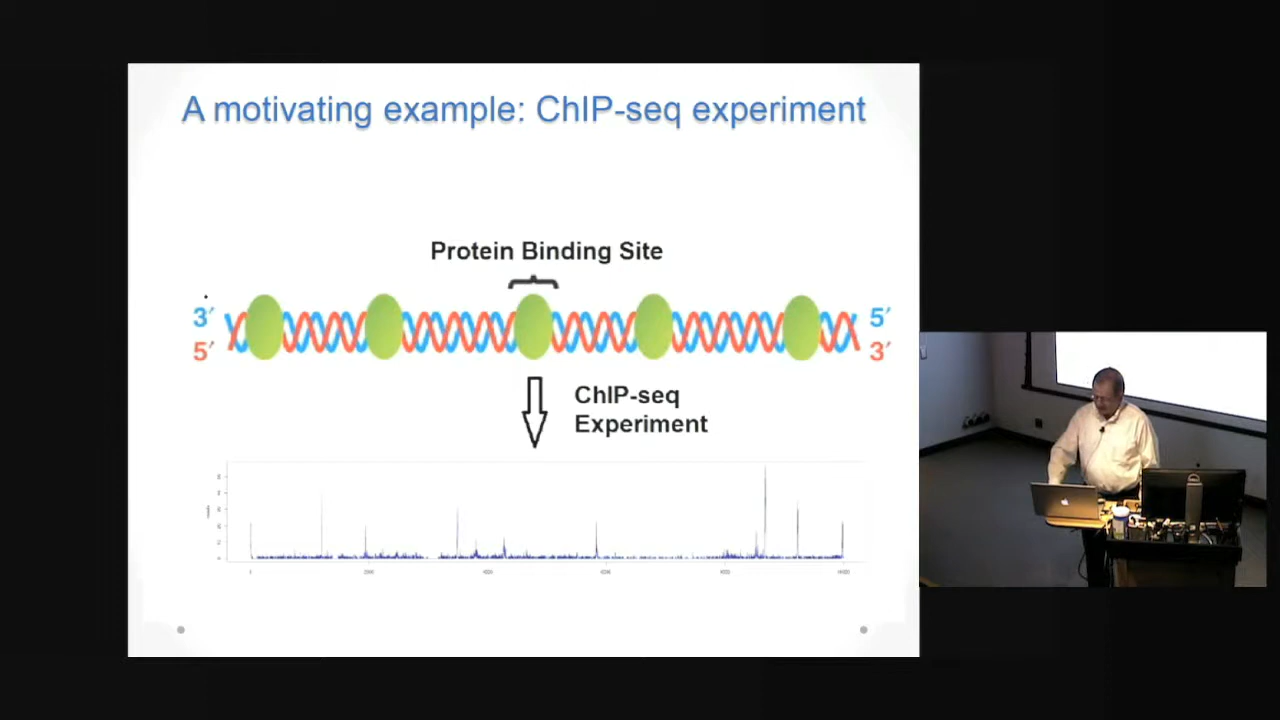 A motivating example: ChIP-seq experiment
Protein Binding Site
3′ 5′
5′ 3′
ChIP-seq
Experiment